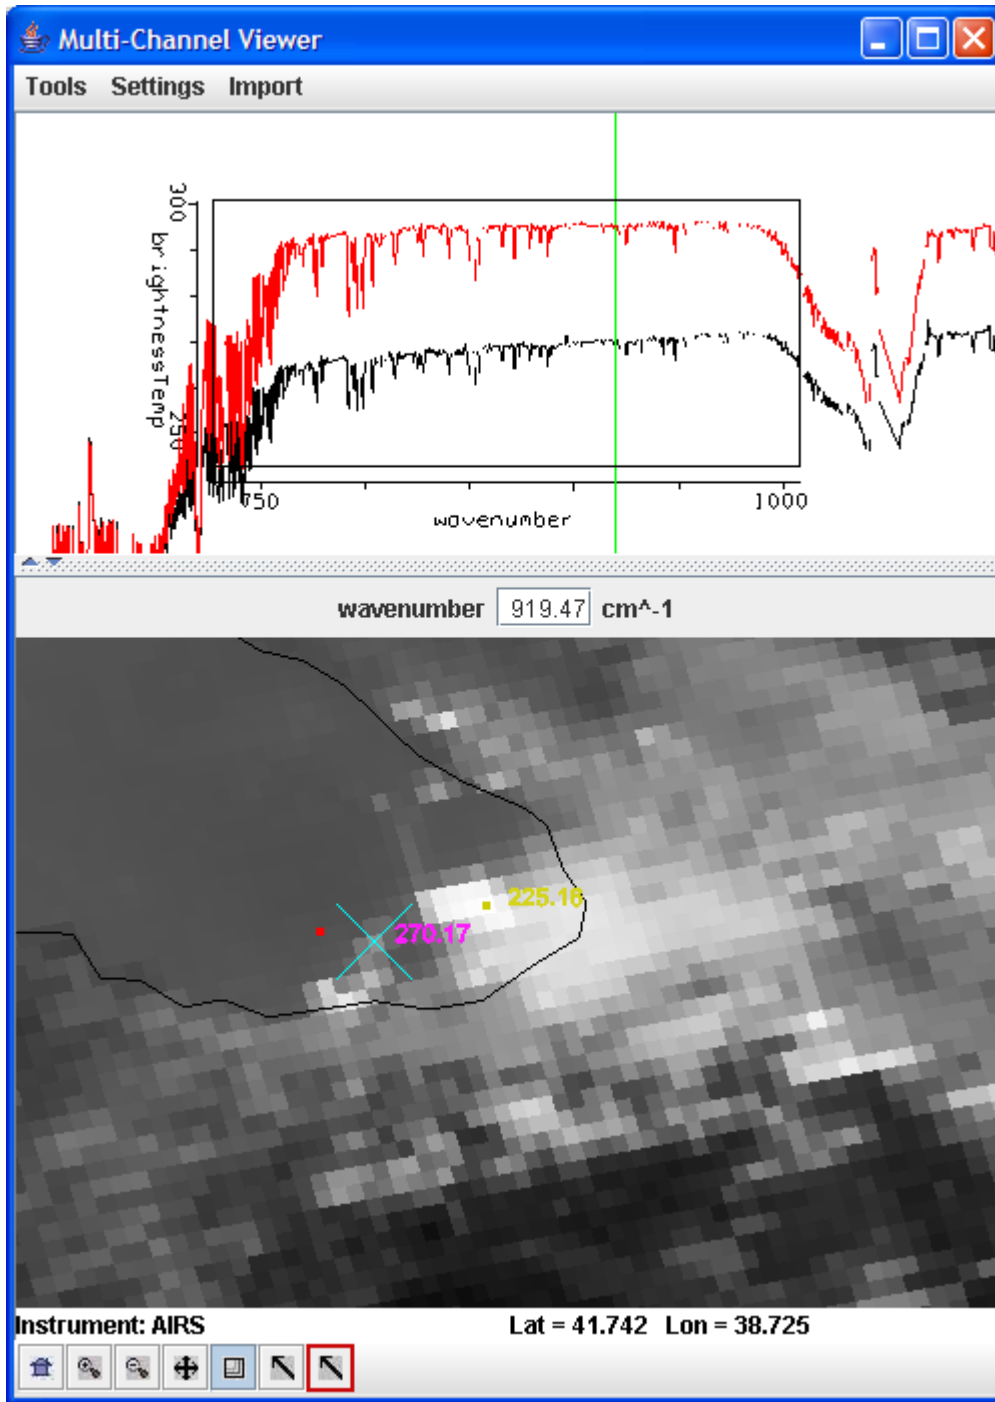 Multi-Channel Viewer
Tools Settings Import
300
brightnessTemp
250
750 1000
wavenumber
wavenumber 919.47 cm^-1
225.16
270.17
Instrument: AIRS Lat = 41.742 Lon = 38.725